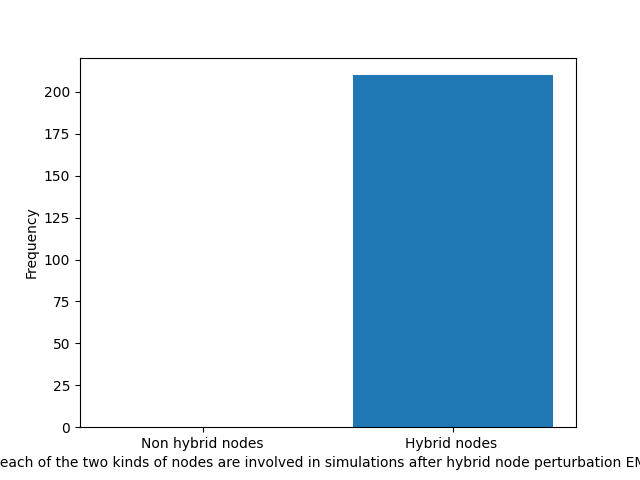 Frequency
200
175
150
125
100
75
50
25
0
Non hybrid nodes
Hybrid nodes
each of the two kinds of nodes are involved in simulations after hybrid node perturbation